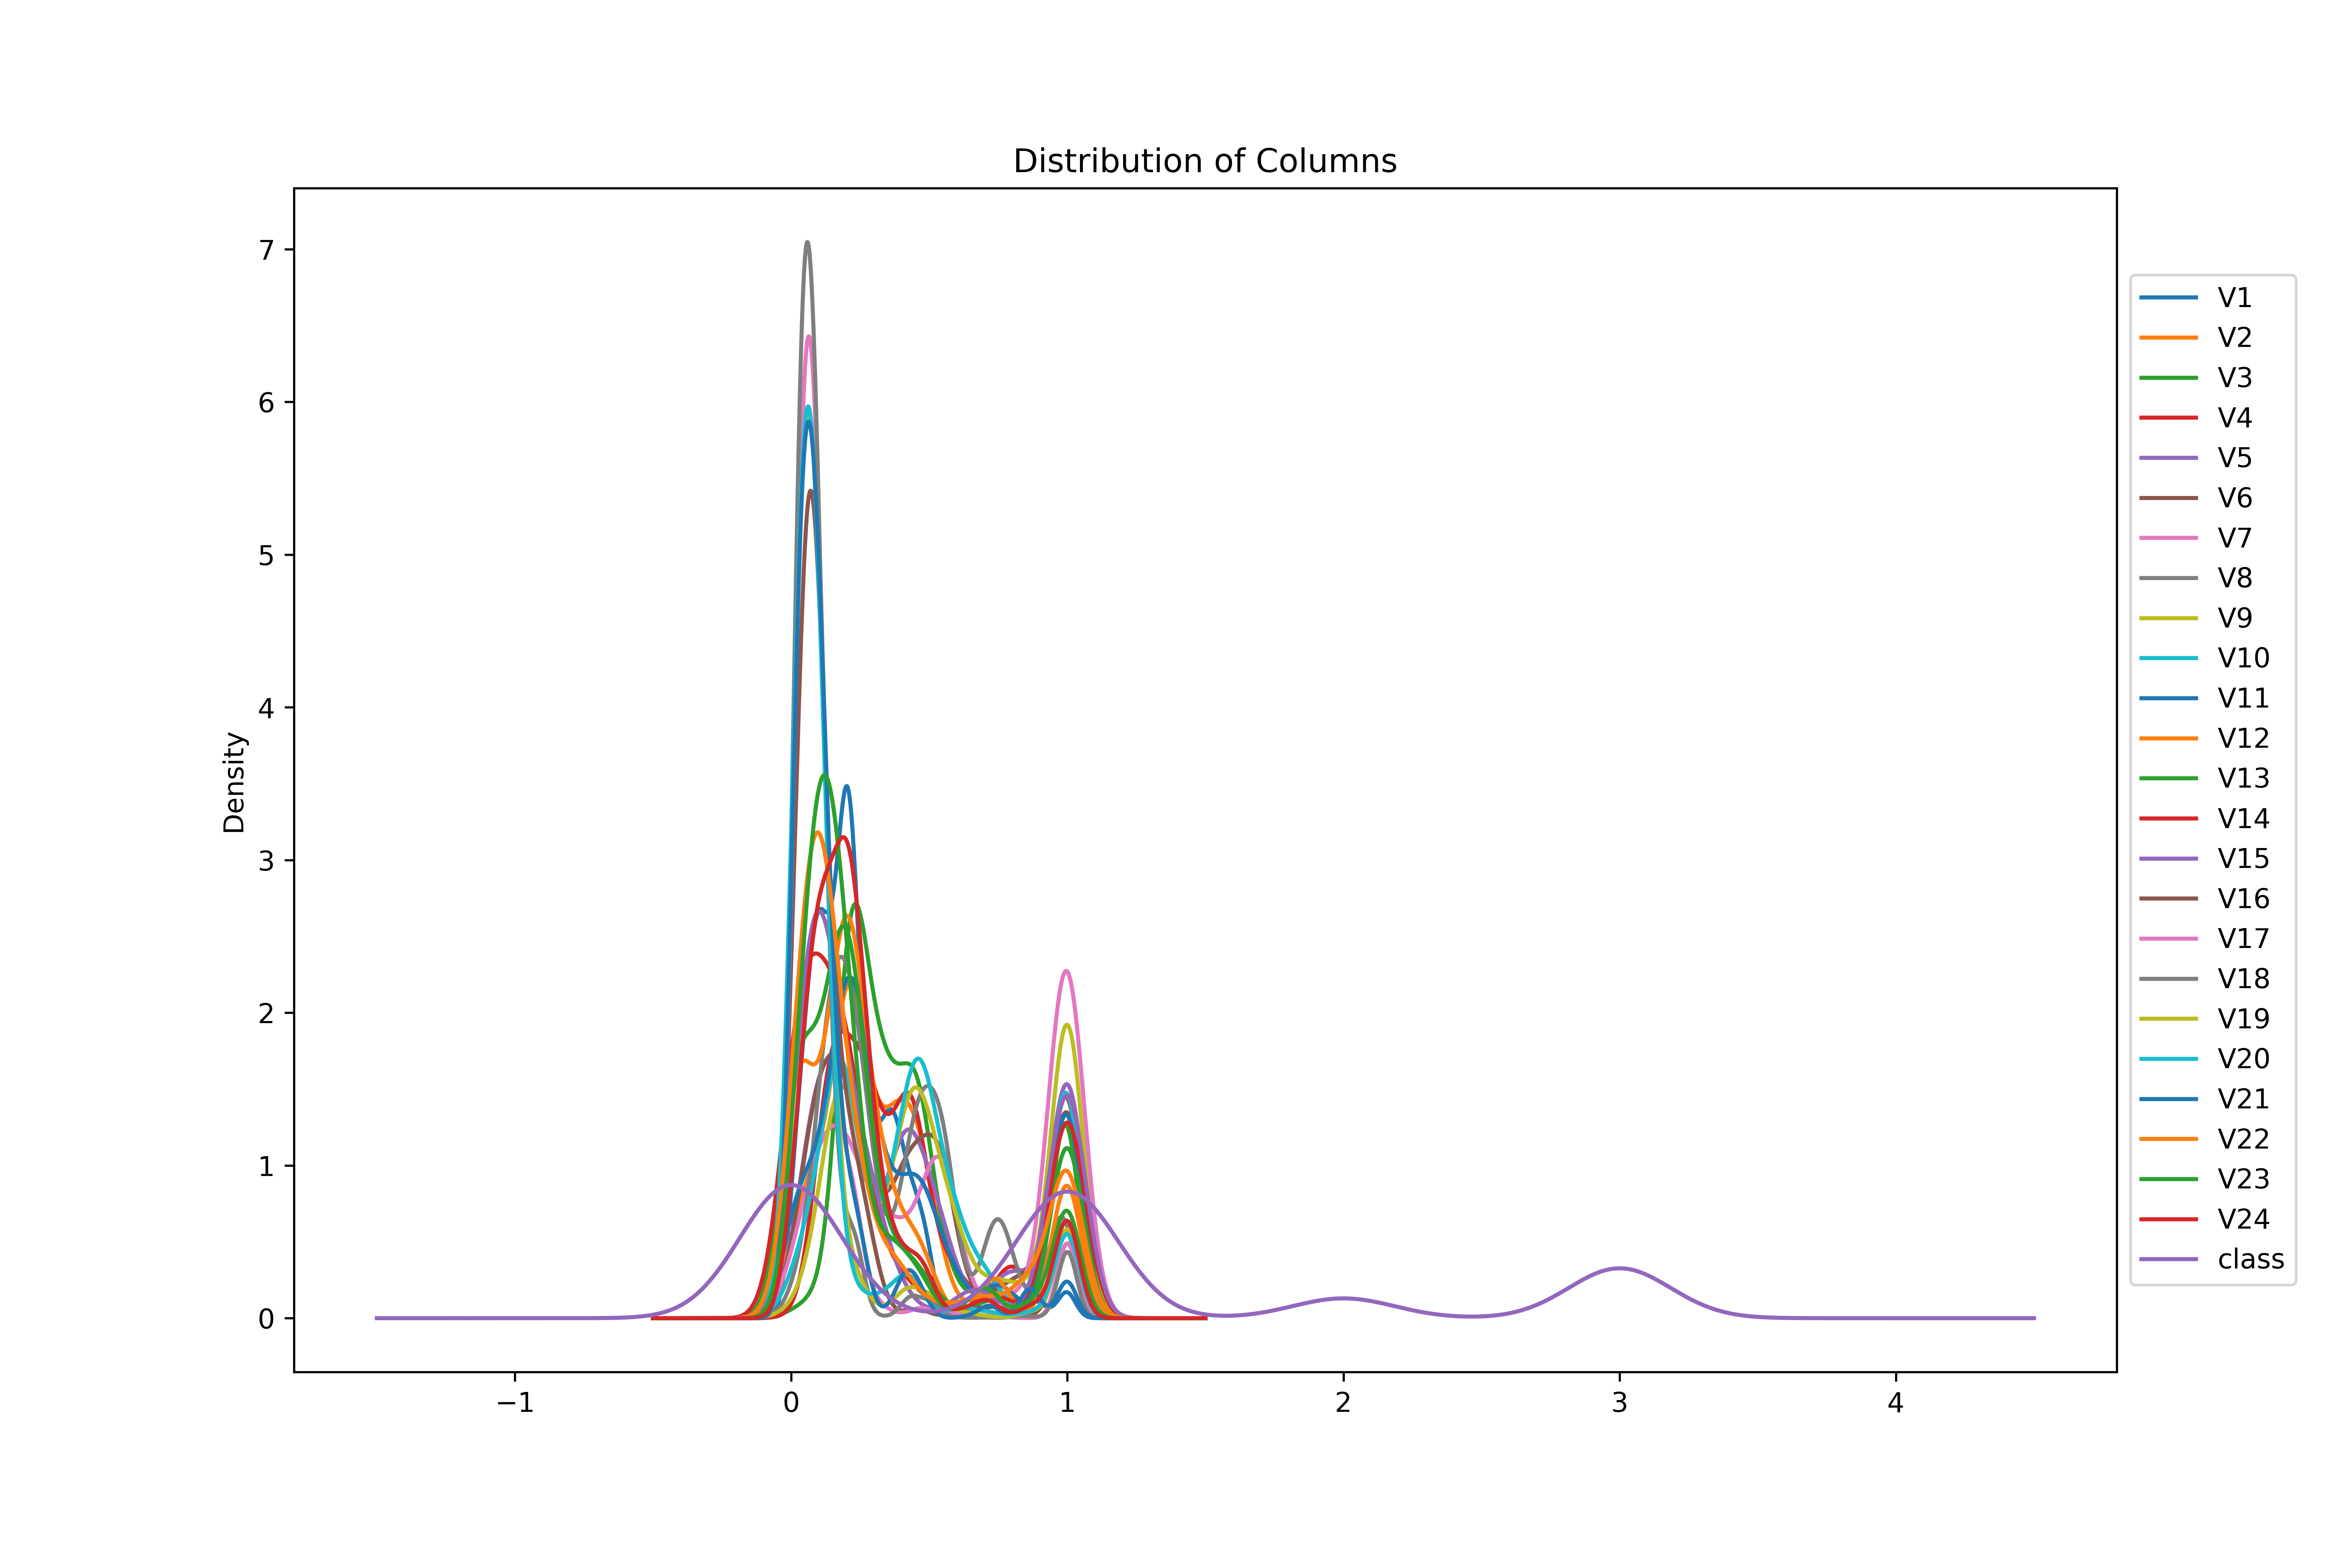 Distribution of Columns
Density
7
6
5
4
3
2
1
0
−1 0 1 2 3 4
V1
V2
V3
V4
V5
V6
V7
V8
V9
V10
V11
V12
V13
V14
V15
V16
V17
V18
V19
V20
V21
V22
V23
V24
class